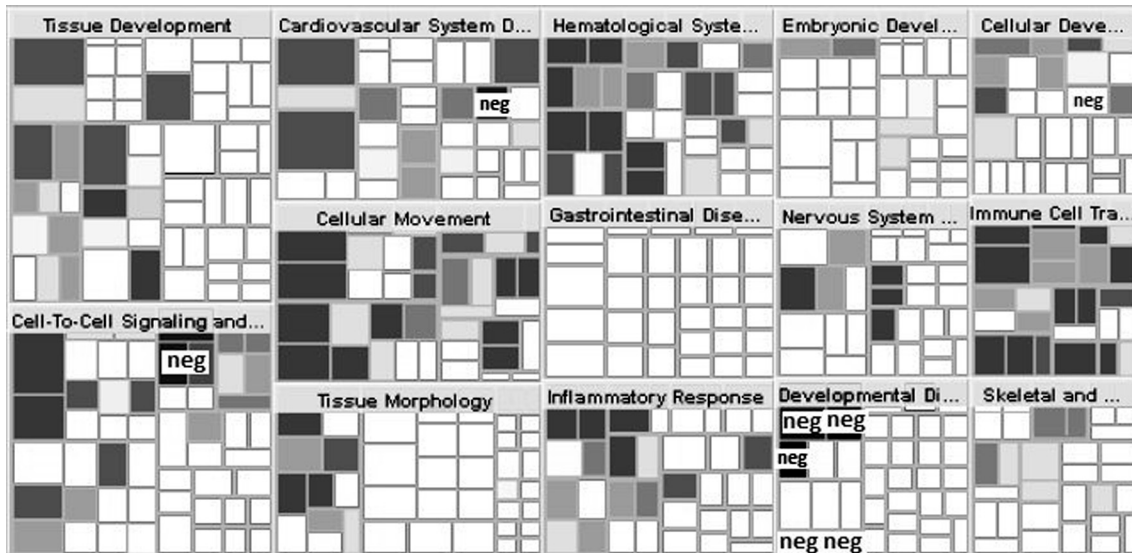 Tissue Development
Cardiovascular System D...
Hematological Syste...
Embryonic Devel...
Cellular Deve...
neg
neg
Cellular Movement
Gastrointestinal Dise...
Nervous System ...
Immune Cell Tra...
Cell-To-Cell Signaling and...
neg
Tissue Morphology
Inflammatory Response
Developmental Di...
Skeletal and ...
neg neg
neg
neg neg